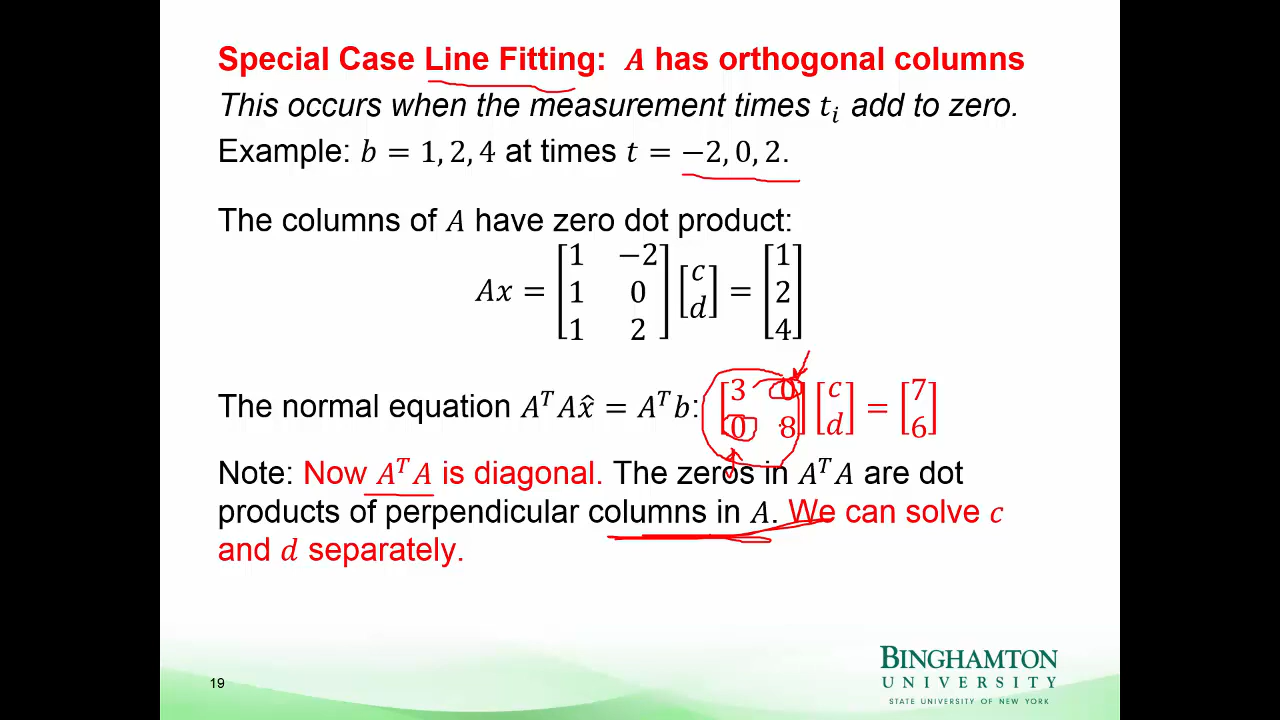 Special Case Line Fitting: A has orthogonal columns
This occurs when the measurement times tᵢ add to zero.
Example: b = 1, 2, 4 at times t = −2, 0, 2.
The columns of A have zero dot product:
Ax = [1 −2; 1 0; 1 2] [c; d] = [1; 2; 4]
The normal equation AᵀAx̂ = Aᵀb: [3 0; 0 8] [c; d] = [7; 6]
Note: Now AᵀA is diagonal. The zeros in AᵀA are dot
products of perpendicular columns in A. We can solve c
and d separately.
BINGHAMTON
UNIVERSITY
STATE UNIVERSITY OF NEW YORK
19